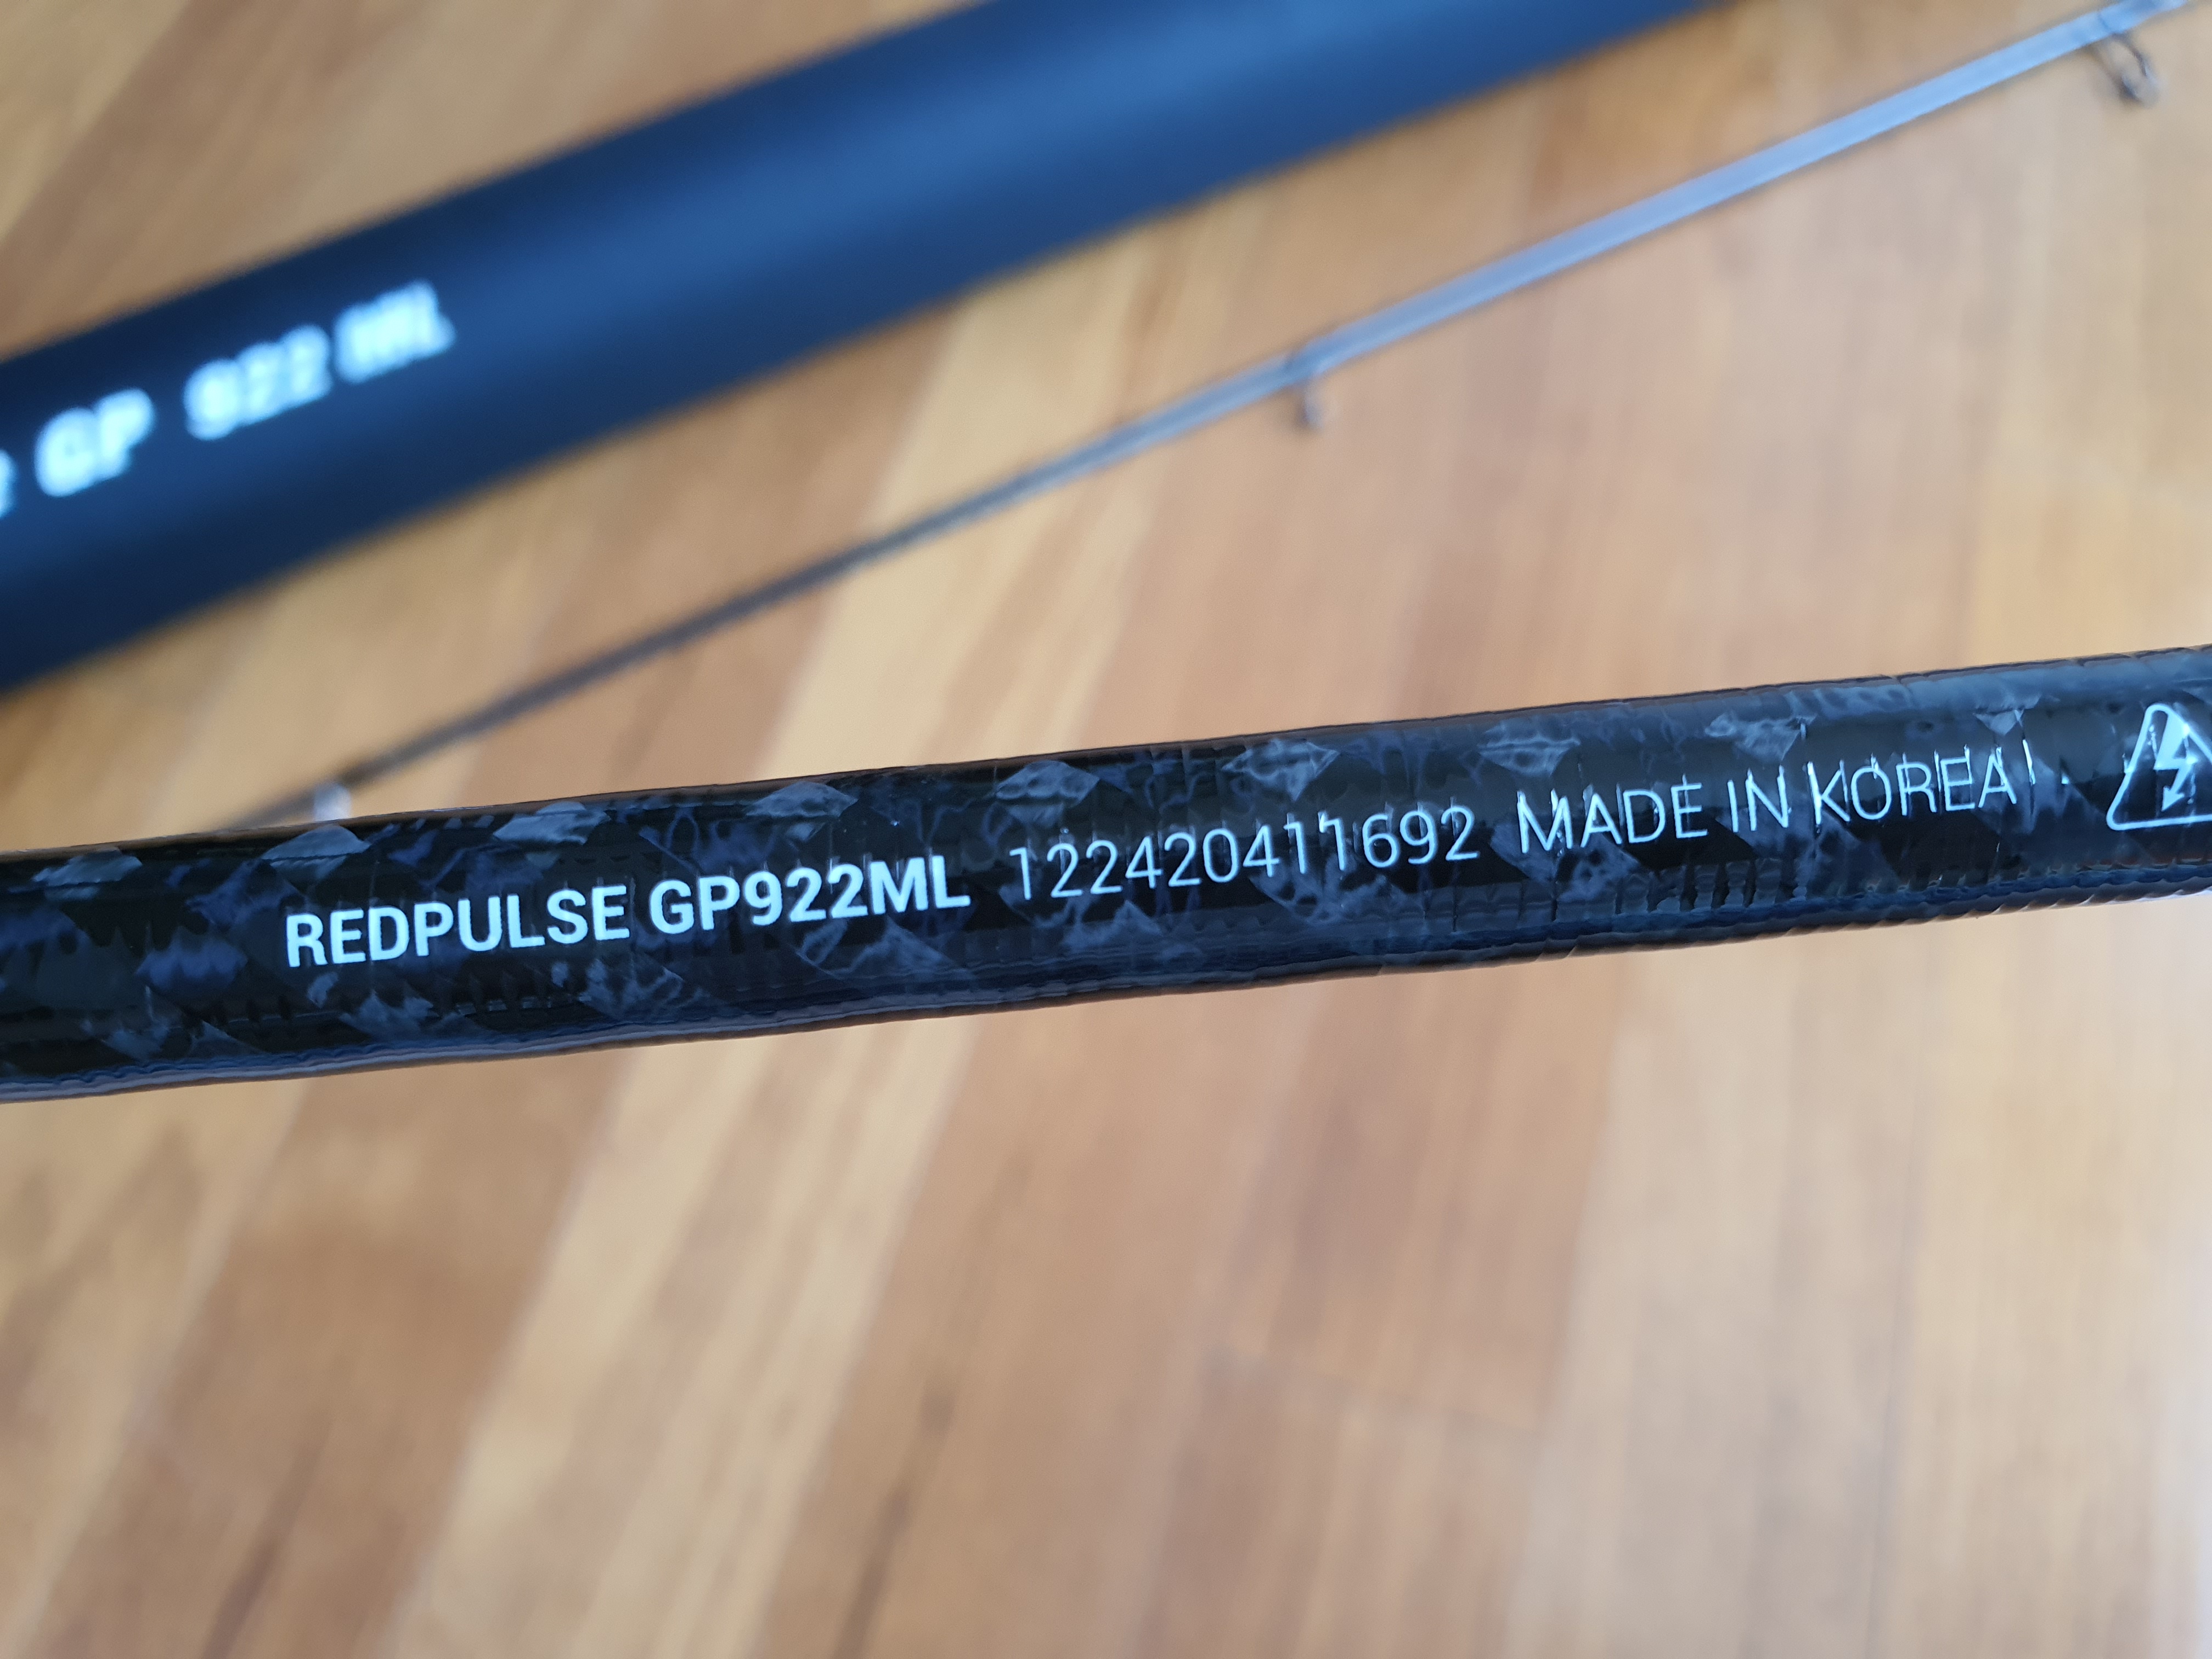 GP 922 ML
REDPULSE GP922ML 122420411692 MADE IN KOREA